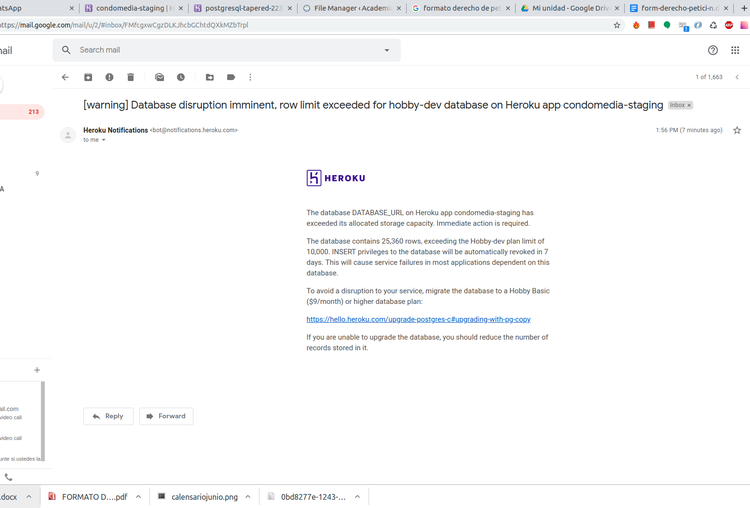 atsApp
condomedia-staging | H
postgresql-tapered-223
File Manager ‹ Academi
formato derecho de pet
Mi unidad - Google Driv
form-derecho-petici-n.d
https://mail.google.com/mail/u/2/#inbox/FMfcgxwCgzDLKJhcbGChtdQXkMZbTrpl
mail
Search mail
213
1 of 1,663
[warning] Database disruption imminent, row limit exceeded for hobby-dev database on Heroku app condomedia-staging
Inbox x
Heroku Notifications <bot@notifications.heroku.com>
1:56 PM (7 minutes ago)
to me
9
A
HEROKU
The database DATABASE_URL on Heroku app condomedia-staging has
exceeded its allocated storage capacity. Immediate action is required.
The database contains 25,360 rows, exceeding the Hobby-dev plan limit of
10,000. INSERT privileges to the database will be automatically revoked in 7
days. This will cause service failures in most applications dependent on this
database.
To avoid a disruption to your service, migrate the database to a Hobby Basic
($9/month) or higher database plan:
https://hello.heroku.com/upgrade-postgres-c#upgrading-with-pg-copy
If you are unable to upgrade the database, you should reduce the number of
records stored in it.
ail.com
video call
video call
unte si ustedes la
Reply
Forward
.docx
FORMATO D....pdf
calensariojunio.png
0bd8277e-1243-...